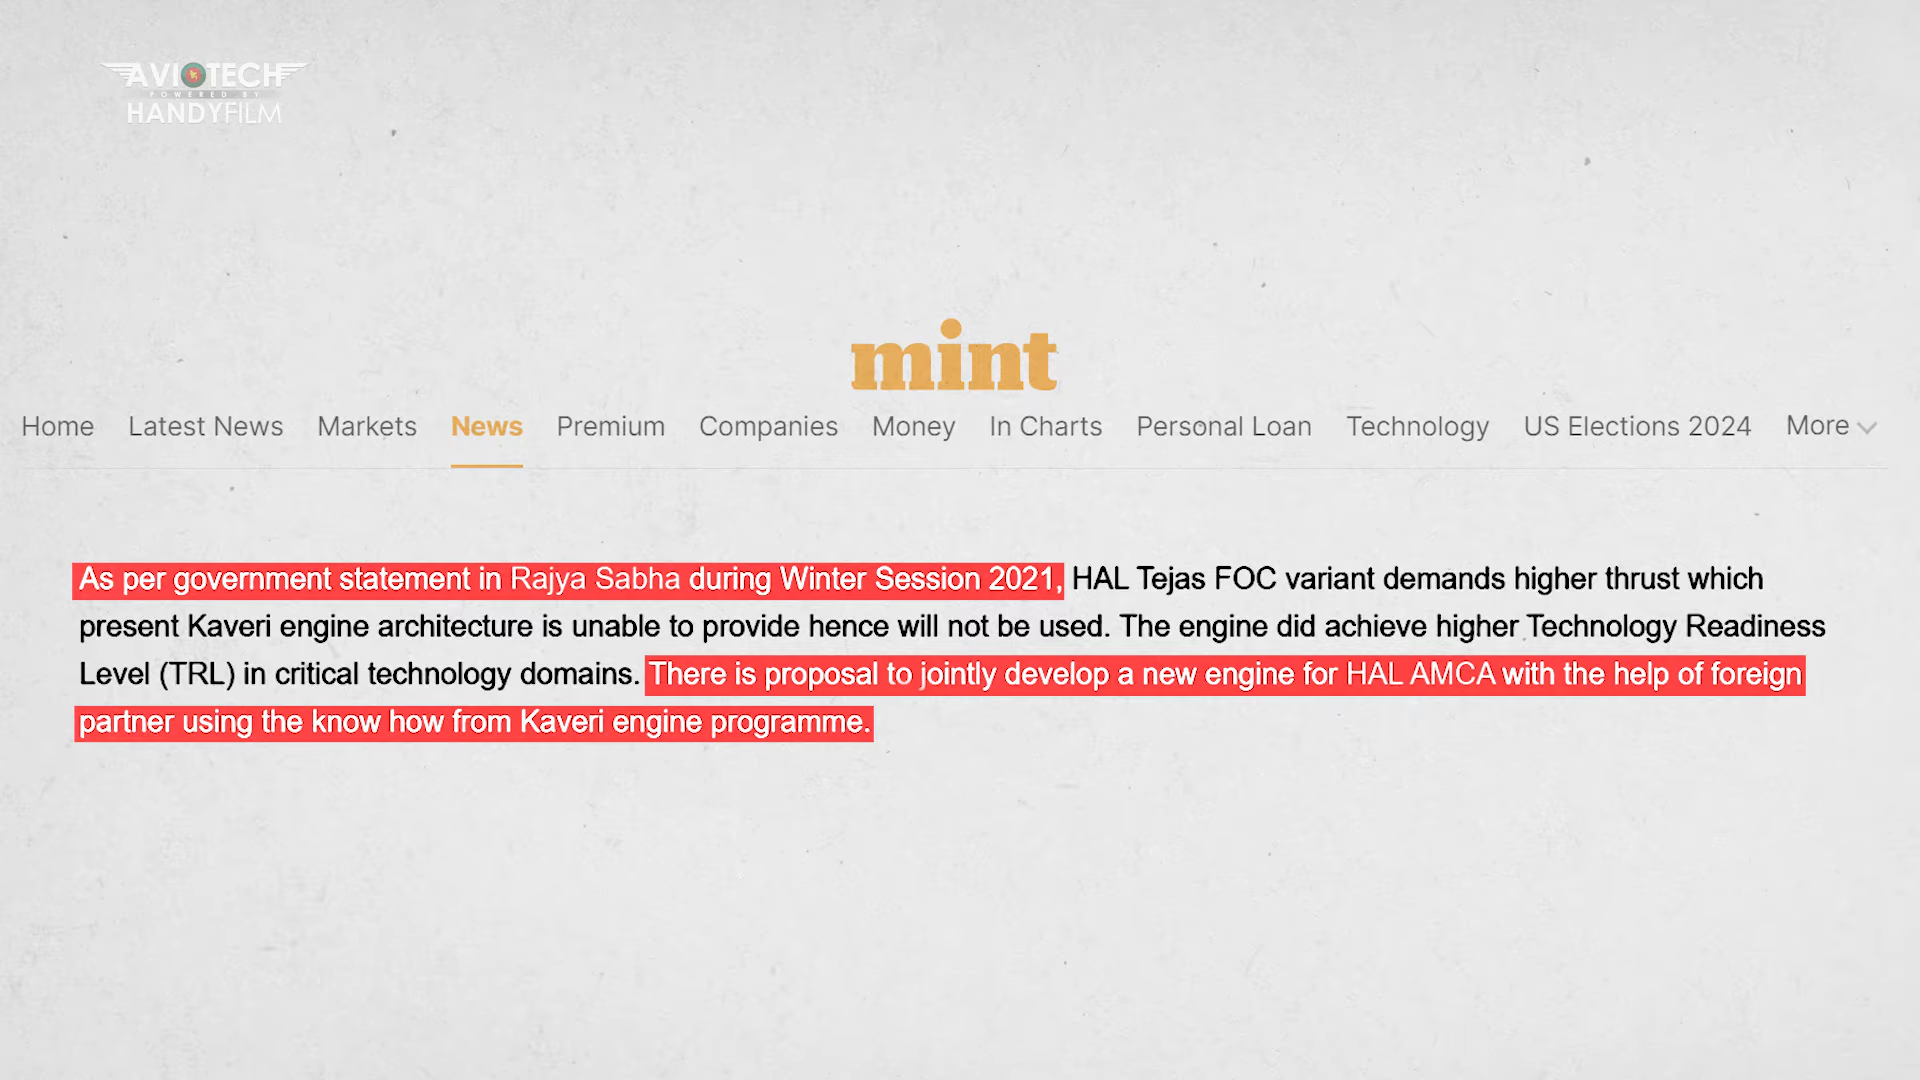 AVIOTECH
POWERED BY
HANDYFILM
mint
Home Latest News Markets News Premium Companies Money In Charts Personal Loan Technology US Elections 2024 More
As per government statement in Rajya Sabha during Winter Session 2021, HAL Tejas FOC variant demands higher thrust which
present Kaveri engine architecture is unable to provide hence will not be used. The engine did achieve higher Technology Readiness
Level (TRL) in critical technology domains. There is proposal to jointly develop a new engine for HAL AMCA with the help of foreign
partner using the know how from Kaveri engine programme.